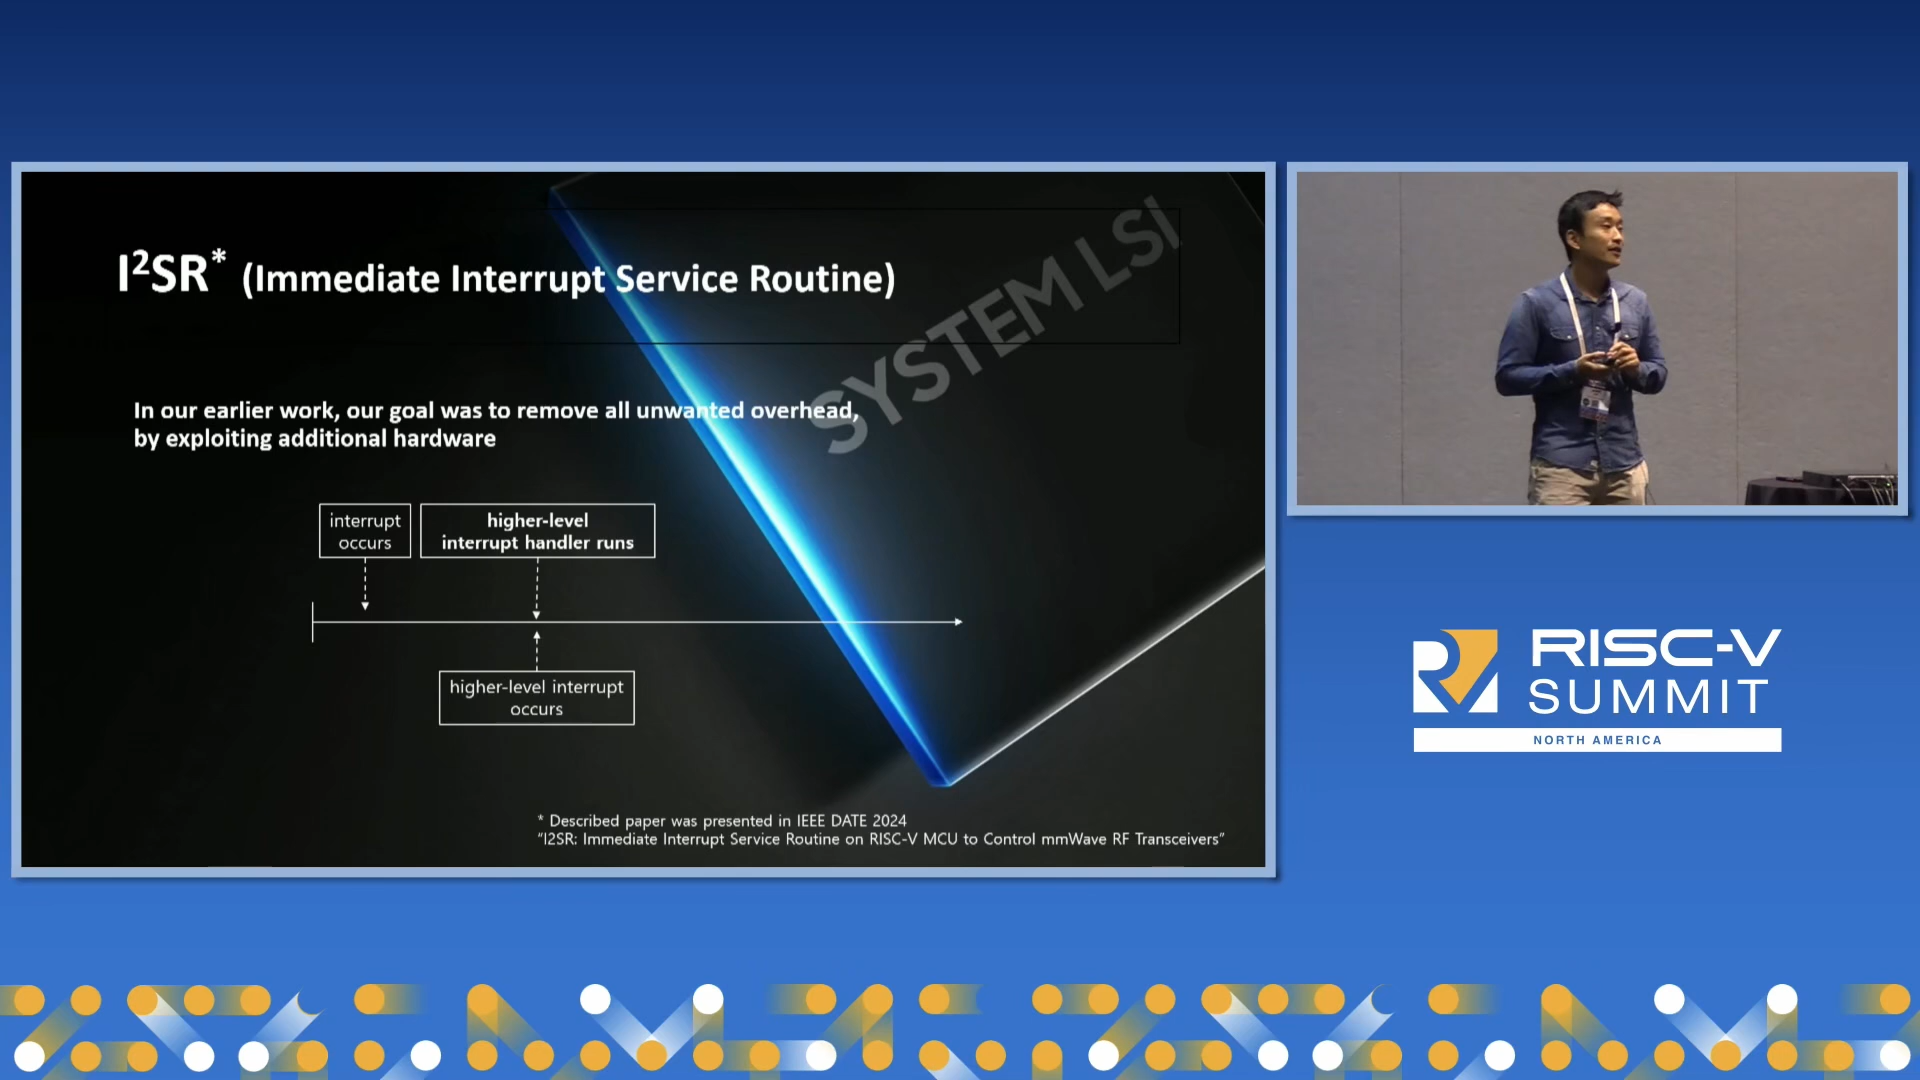 I²SR* (Immediate Interrupt Service Routine)
SYSTEM LSI
In our earlier work, our goal was to remove all unwanted overhead,
by exploiting additional hardware
interrupt
occurs
higher-level
interrupt handler runs
higher-level interrupt
occurs
* Described paper was presented in IEEE DATE 2024
“I2SR: Immediate Interrupt Service Routine on RISC-V MCU to Control mmWave RF Transceivers”
RISC-V
SUMMIT
NORTH AMERICA